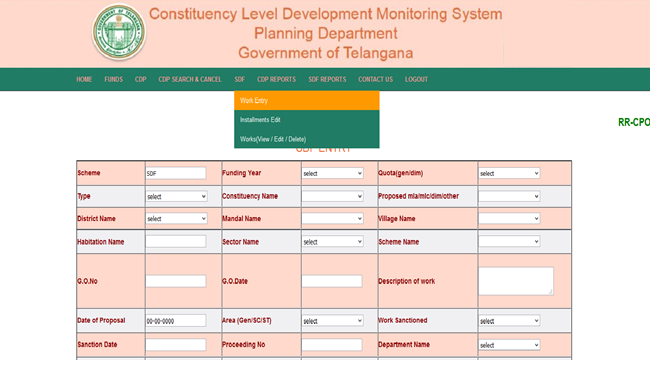 Constituency Level Development Monitoring System
Planning Department
Government of Telangana
HOME FUNDS CDP CDP SEARCH & CANCEL SDF CDP REPORTS SDF REPORTS CONTACT US LOGOUT
Work Entry
Installments Edit
Works(View / Edit / Delete)
RR-CPO
ENTRY
Scheme SDF Funding Year select Quota(gen/dim) select
Type select Constituency Name Proposed mla/mlc/dim/other
District Name select Mandal Name Village Name
Habitation Name Sector Name select Scheme Name
G.O.No G.O.Date Description of work
Date of Proposal 00-00-0000 Area (Gen/SC/ST) select Work Sanctioned select
Sanction Date Proceeding No Department Name select